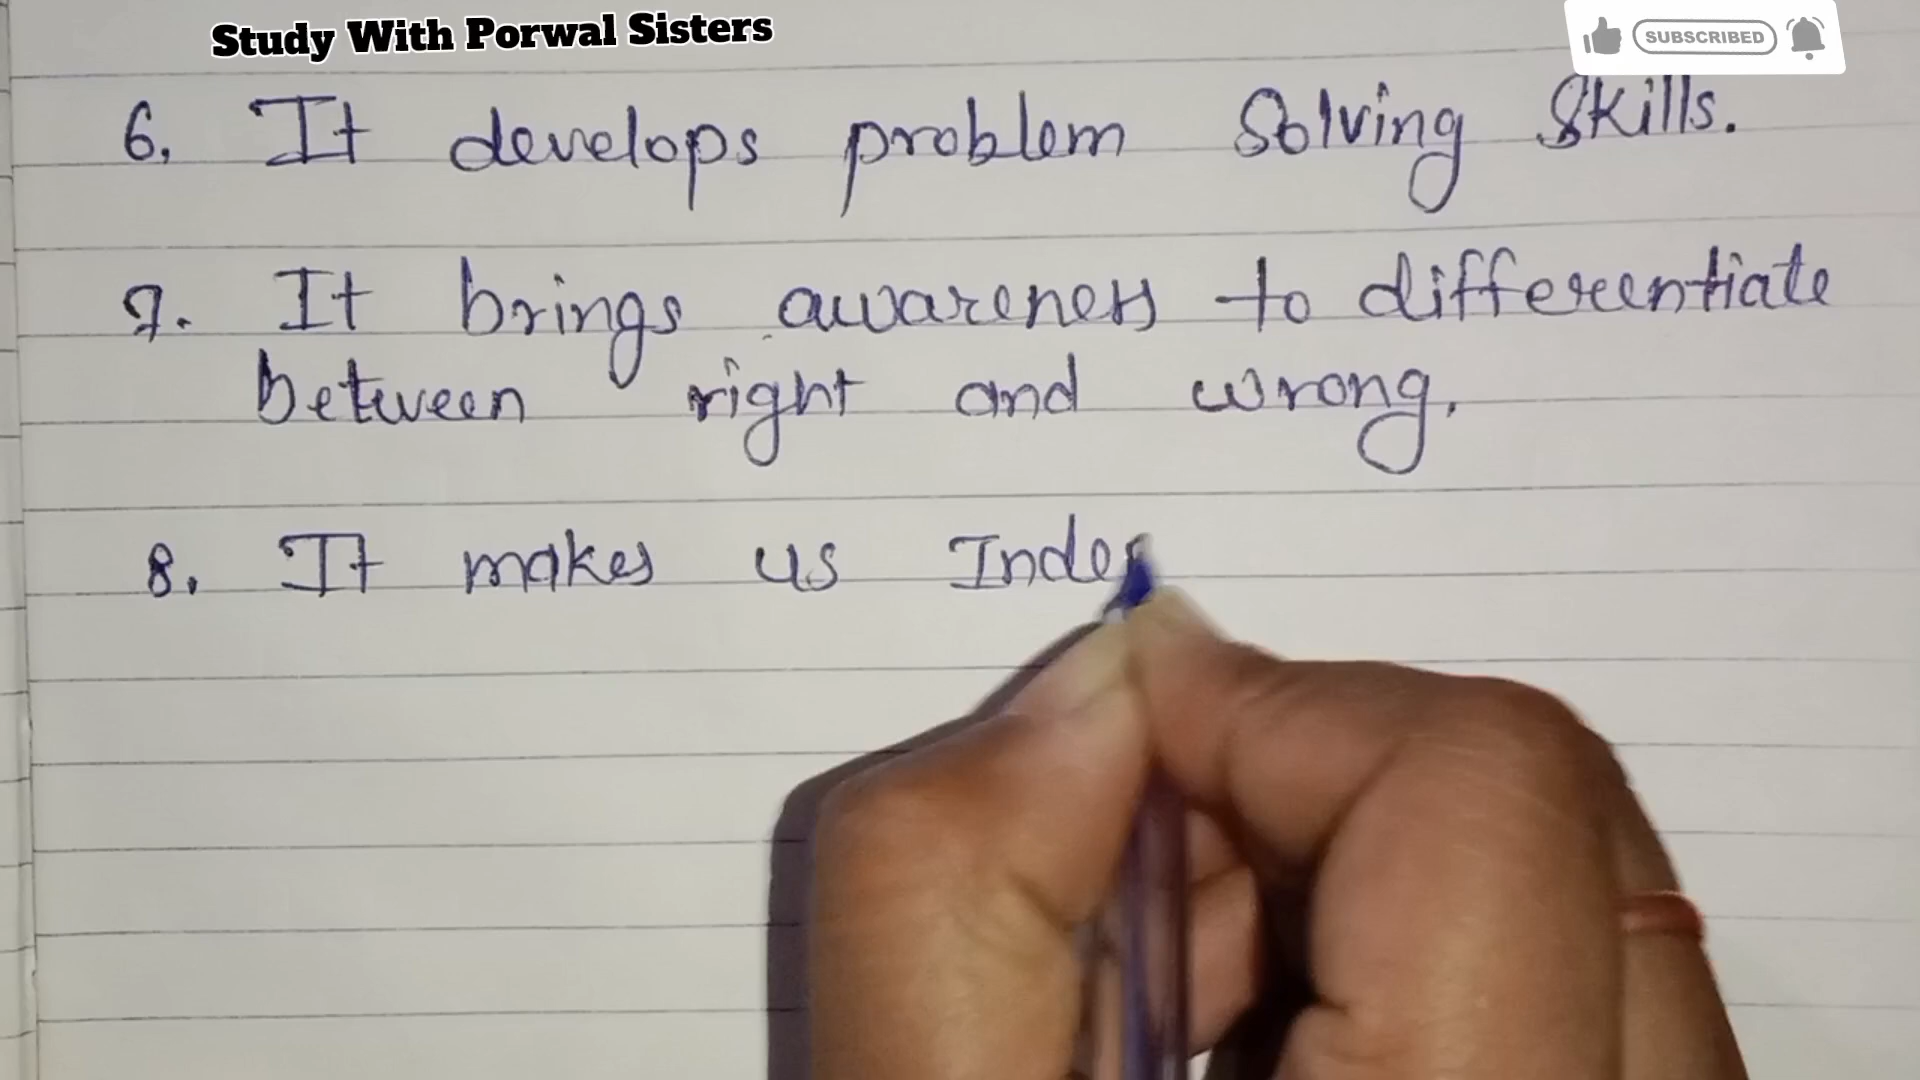 Study With Porwal Sisters
SUBSCRIBED
6. It develops problem Solving Skills.
7. It brings awareness to differentiate
between right and wrong.
8. It makes us Indep